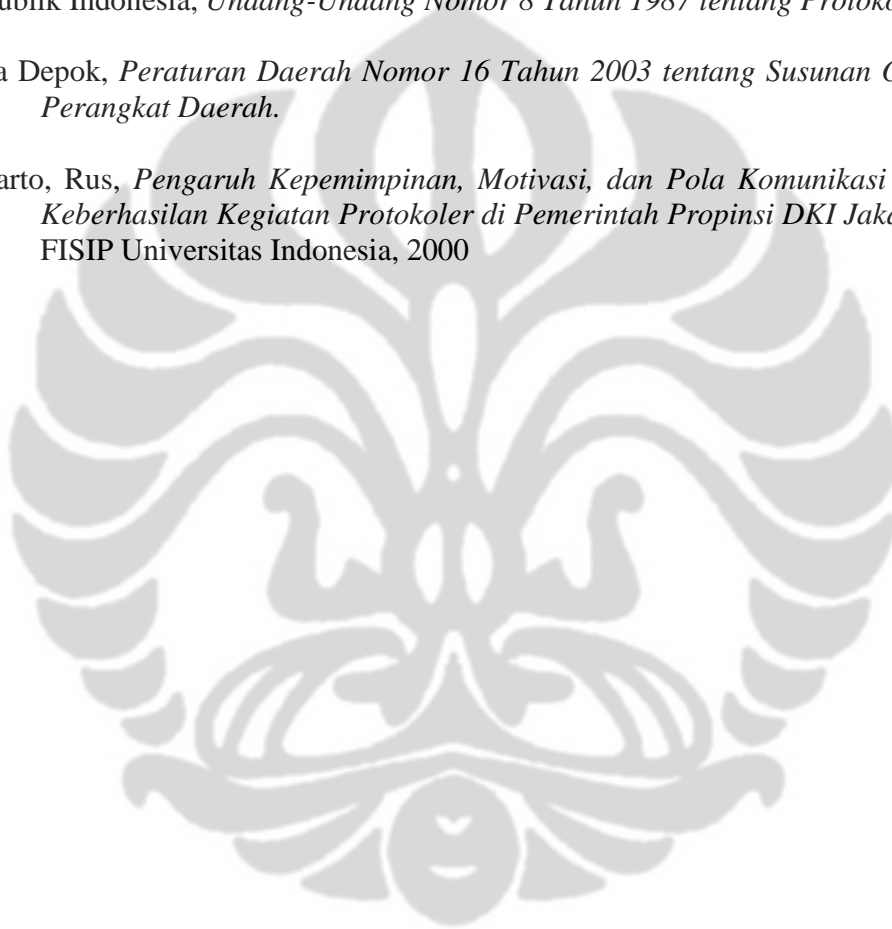 ublik Indonesia, Undang-Undang Nomor 8 Tahun 1987 tentang Protoko
a Depok, Peraturan Daerah Nomor 16 Tahun 2003 tentang Susunan
Perangkat Daerah.
arto, Rus, Pengaruh Kepemimpinan, Motivasi, dan Pola Komunikasi
Keberhasilan Kegiatan Protokoler di Pemerintah Propinsi DKI Jaka
FISIP Universitas Indonesia, 2000